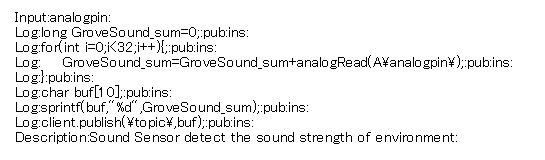 Input:analogpin:
Log:long GroveSound_sum=0;:pub:ins:
Log:for(int i=0;i<32;i++){;:pub:ins:
Log:    GroveSound_sum=GroveSound_sum+analogRead(A¥analogpin¥);:pub:ins:
Log:}:pub:ins:
Log:char buf[10];:pub:ins:
Log:sprintf(buf,"%d",GroveSound_sum);:pub:ins:
Log:client.publish(¥topic¥,buf);:pub:ins:
Description:Sound Sensor detect the sound strength of environment: